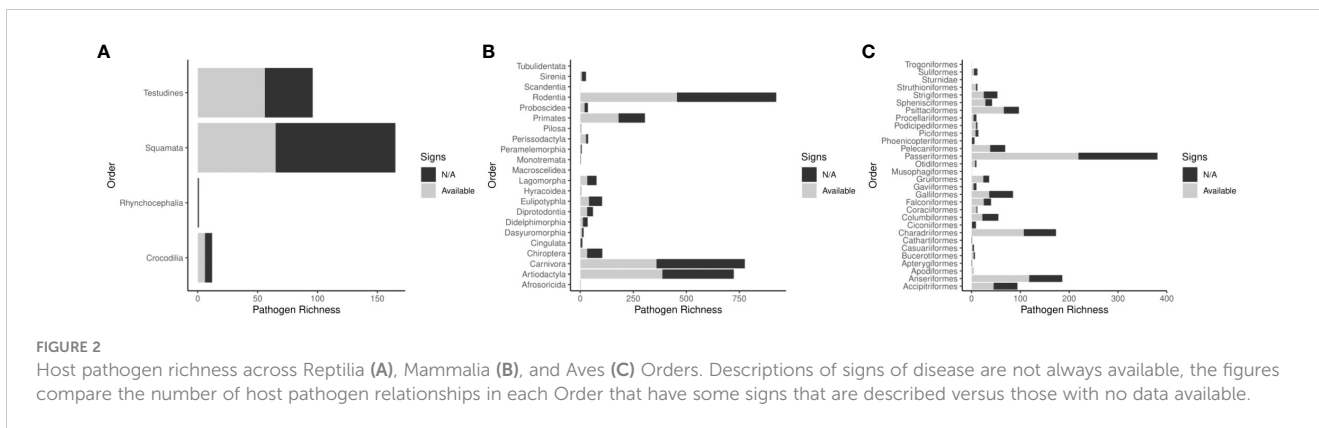 A
Testudines
Squamata
Rhynchocephalia
Crocodilia
Order
0 50 100 150
Pathogen Richness
Signs
N/A
Available
B
Tubulidentata
Sirenia
Scandentia
Rodentia
Proboscidea
Primates
Pilosa
Perissodactyla
Peramelemorphia
Monotremata
Macroscelidea
Lagomorpha
Hyracoidea
Eulipotyphla
Diprotodontia
Didelphimorphia
Dasyuromorphia
Cingulata
Chiroptera
Carnivora
Artiodactyla
Afrosoricida
Order
0 250 500 750
Pathogen Richness
Signs
N/A
Available
C
Trogoniformes
Suliformes
Sturnidae
Struthioniformes
Strigiformes
Sphenisciformes
Psittaciformes
Procellariiformes
Podicipediformes
Piciformes
Phoenicopteriformes
Pelecaniformes
Passeriformes
Otidiformes
Musophagiformes
Gruiformes
Gaviiformes
Galliformes
Falconiformes
Coraciiformes
Columbiformes
Ciconiiformes
Charadriiformes
Cathartiformes
Casuariiformes
Bucerotiformes
Apterygiformes
Apodiformes
Anseriformes
Accipitriformes
Order
0 100 200 300 400
Pathogen Richness
Signs
N/A
Available
FIGURE 2
Host pathogen richness across Reptilia (A), Mammalia (B), and Aves (C) Orders. Descriptions of signs of disease are not always available, the figures
compare the number of host pathogen relationships in each Order that have some signs that are described versus those with no data available.